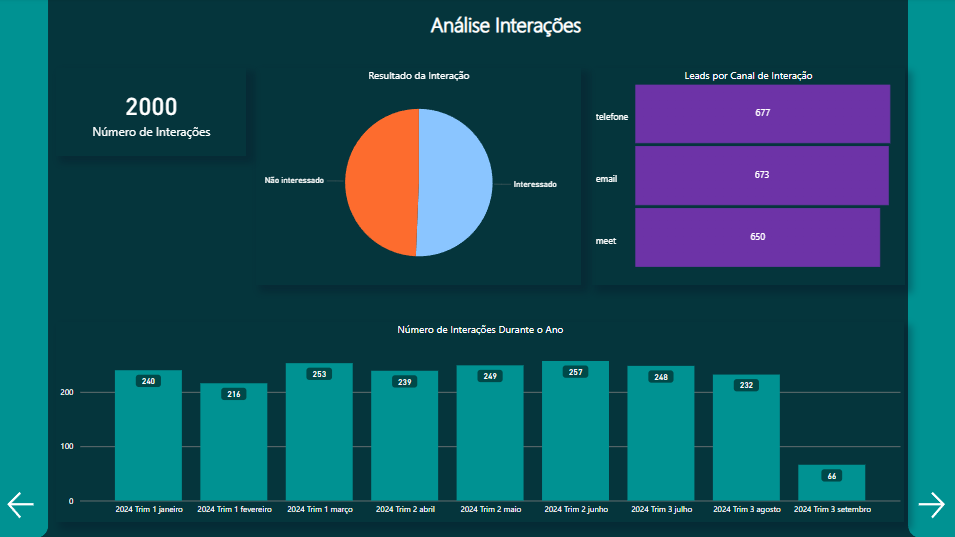 Análise Interações
2000
Número de Interações
Resultado da Interação
Não interessado
Interessado
Leads por Canal de Interação
telefone
677
email
673
meet
650
Número de Interações Durante o Ano
200
100
0
240
216
253
239
249
257
248
232
66
2024 Trim 1 janeiro
2024 Trim 1 fevereiro
2024 Trim 1 março
2024 Trim 2 abril
2024 Trim 2 maio
2024 Trim 2 junho
2024 Trim 3 julho
2024 Trim 3 agosto
2024 Trim 3 setembro